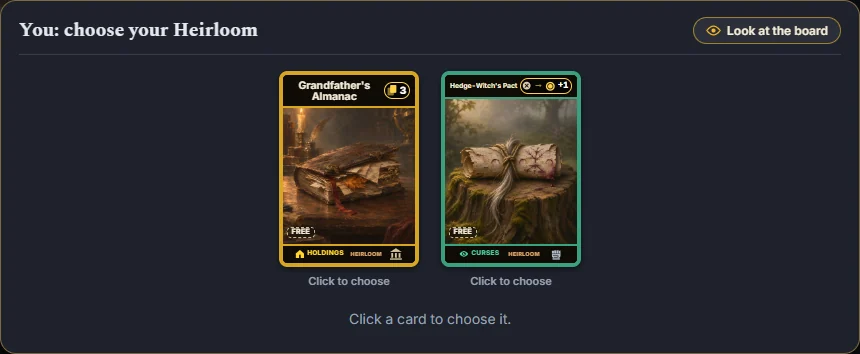 You: choose your Heirloom
Look at the board
Grandfather's
Almanac
3
Hedge-Witch's Pact
→ +1
FREE
FREE
HOLDINGS HEIRLOOM
CURSES HEIRLOOM
Click to choose
Click to choose
Click a card to choose it.